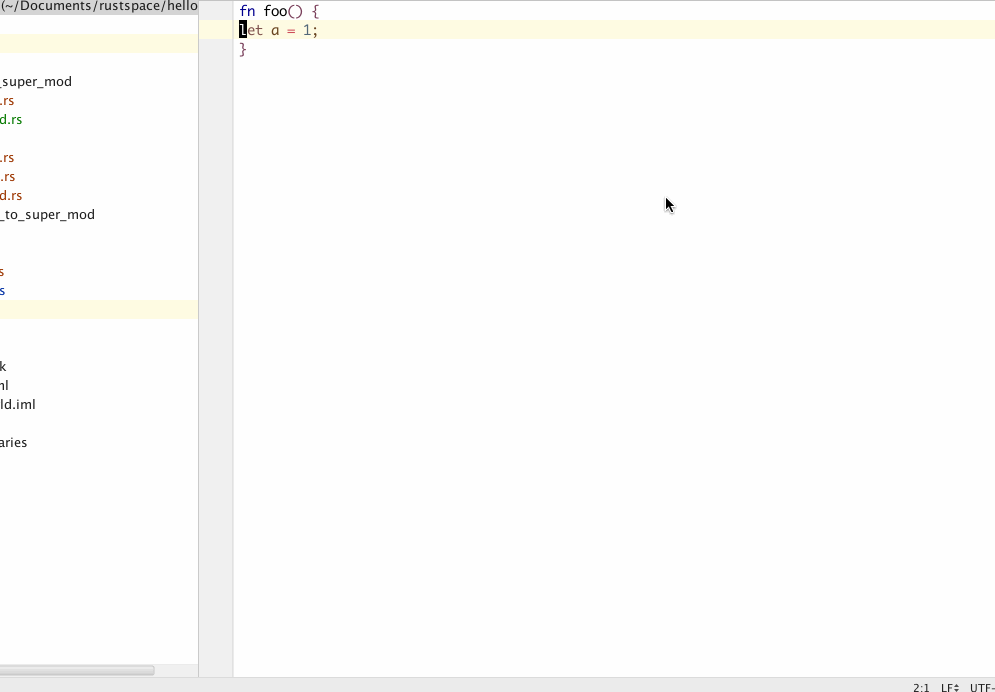 (~/Documents/rustspace/hello
_super_mod
.rs
d.rs
.rs
.rs
d.rs
_to_super_mod
s
s
k
ml
ld.iml
aries
fn foo() {
let a = 1;
}
2:1 LF UTF-